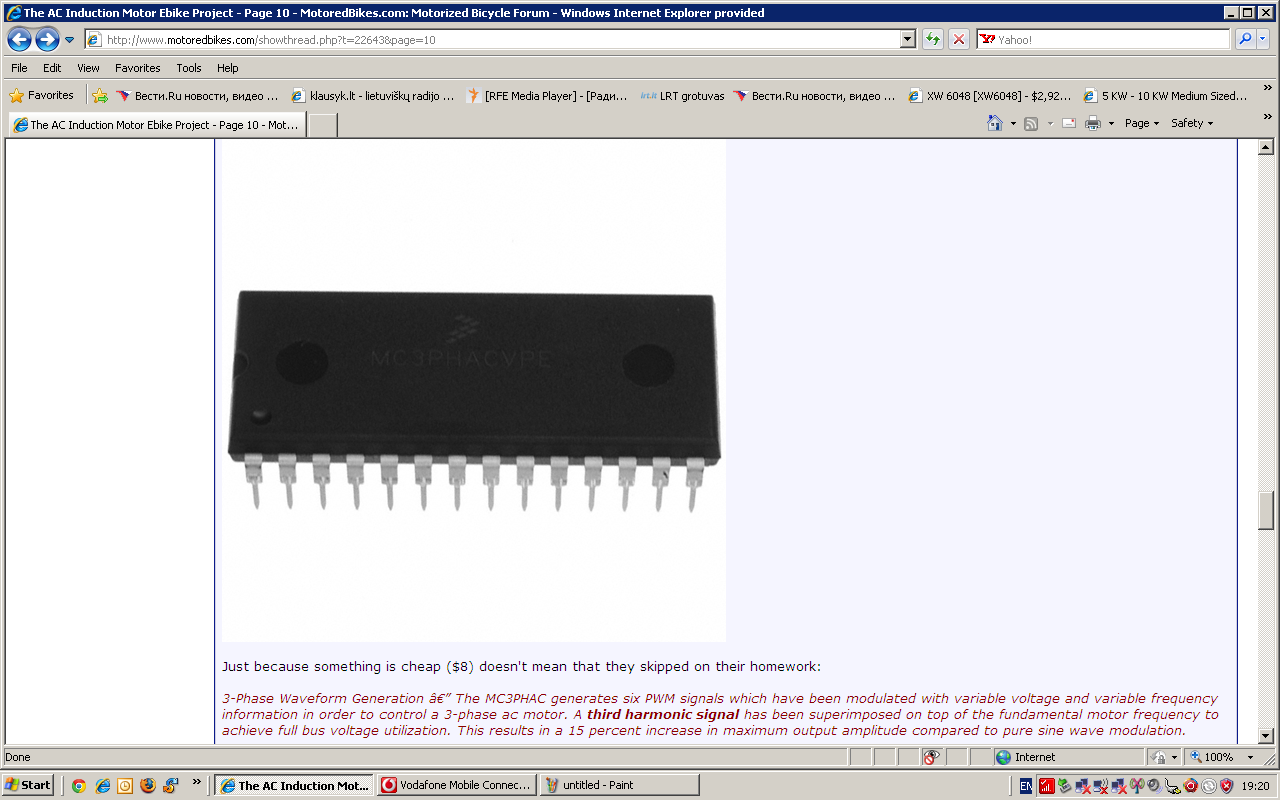 The AC Induction Motor Ebike Project - Page 10 - MotoredBikes.com: Motorized Bicycle Forum - Windows Internet Explorer provided
http://www.motoredbikes.com/showthread.php?t=22643&page=10
Yahoo!
File Edit View Favorites Tools Help
Favorites Вести.Ru новости, видео ... klausyk.lt - lietuviškų radijo ... [RFE Media Player] - [Ради... LRT grotuvas Вести.Ru новости, видео ... XW 6048 [XW6048] - $2,92... 5 KW - 10 KW Medium Sized...
The AC Induction Motor Ebike Project - Page 10 - Mot...
Page Safety
MC3PHACVPE
Just because something is cheap ($8) doesn't mean that they skipped on their homework:
3-Phase Waveform Generation â€” The MC3PHAC generates six PWM signals which have been modulated with variable voltage and variable frequency
information in order to control a 3-phase ac motor. A third harmonic signal has been superimposed on top of the fundamental motor frequency to
achieve full bus voltage utilization. This results in a 15 percent increase in maximum output amplitude compared to pure sine wave modulation.
Done Internet 100%
Start The AC Induction Mot... Vodafone Mobile Connec... untitled - Paint EN 19:20